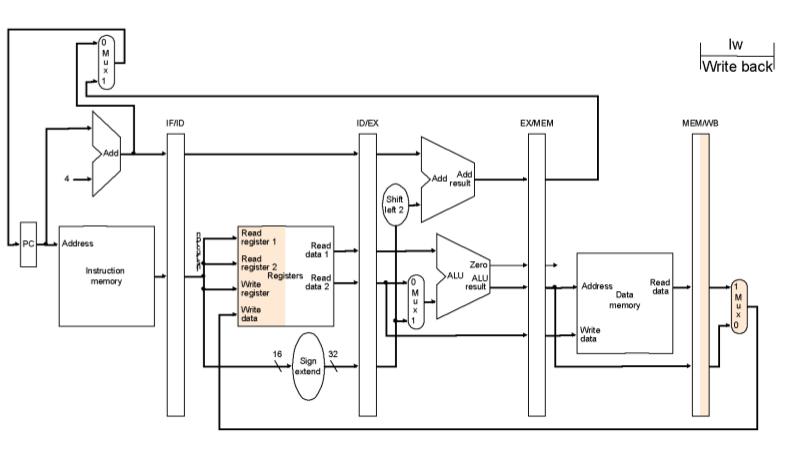 lw
Write back
0
M
u
x
1
IF/ID
ID/EX
EX/MEM
MEM/WB
Add
4
Add
Add
result
Shift
left 2
PC
Address
Instruction
memory
Read
register 1
Read
register 2
Write
register
Write
data
Registers
Read
data 1
Read
data 2
0
M
u
x
1
Zero
ALU
ALU
result
Address
Data
memory
Read
data
Write
data
1
M
u
x
0
16
Sign
extend
32